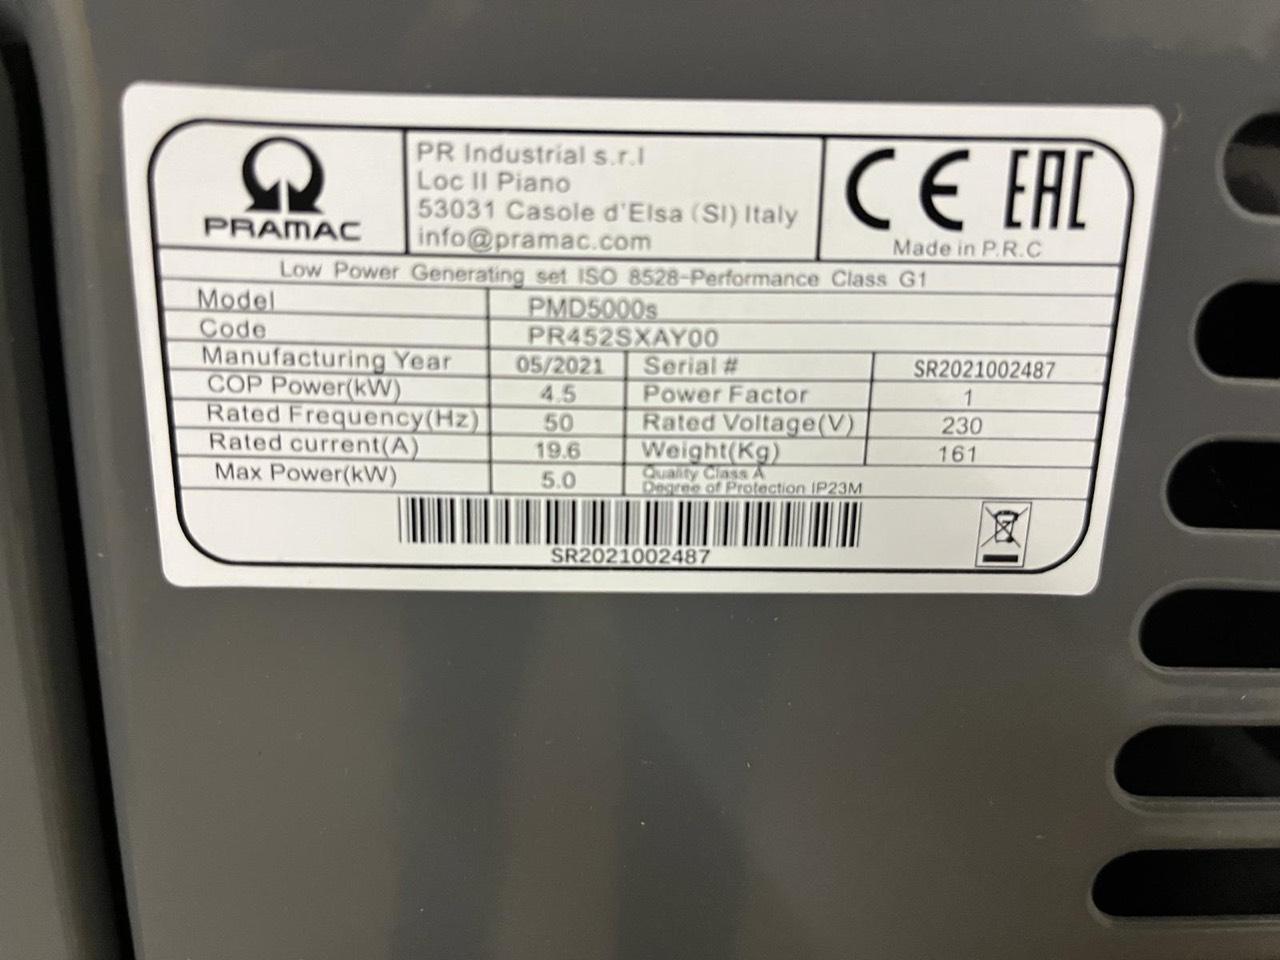 PRAMAC
PR Industrial s.r.l
Loc Il Piano
53031 Casole d'Elsa (SI) Italy
info@pramac.com
CE EAC
Made in P.R.C
Low Power Generating set ISO 8528-Performance Class G1
Model PMD5000s
Code PR452SXAY00
Manufacturing Year 05/2021 Serial # SR2021002487
COP Power(kW) 4.5 Power Factor 1
Rated Frequency(Hz) 50 Rated Voltage(V) 230
Rated current(A) 19.6 Weight(Kg) 161
Max Power(kW) 5.0 Quality Class A
Degree of Protection IP23M
SR2021002487